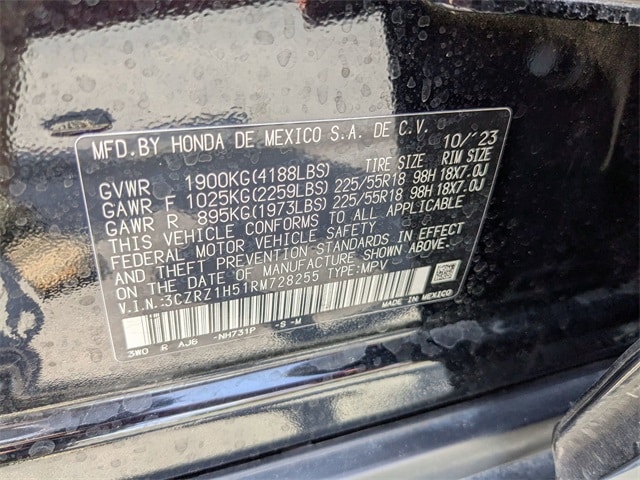 MFD.BY HONDA DE MEXICO S.A. DE C.V. 10/'23
TIRE SIZE RIM SIZE
GVWR 1900KG(4188LBS)
GAWR F 1025KG(2259LBS) 225/55R18 98H 18X7.0J
GAWR R 895KG(1973LBS) 225/55R18 98H 18X7.0J
THIS VEHICLE CONFORMS TO ALL APPLICABLE
FEDERAL MOTOR VEHICLE SAFETY
AND THEFT PREVENTION-STANDARDS IN EFFECT
ON THE DATE OF MANUFACTURE SHOWN ABOVE.
V.I.N.:3CZRZ1H51RM728255 TYPE:MPV
3W0 R AJ6 -NH731P -S-M MADE IN MEXICO